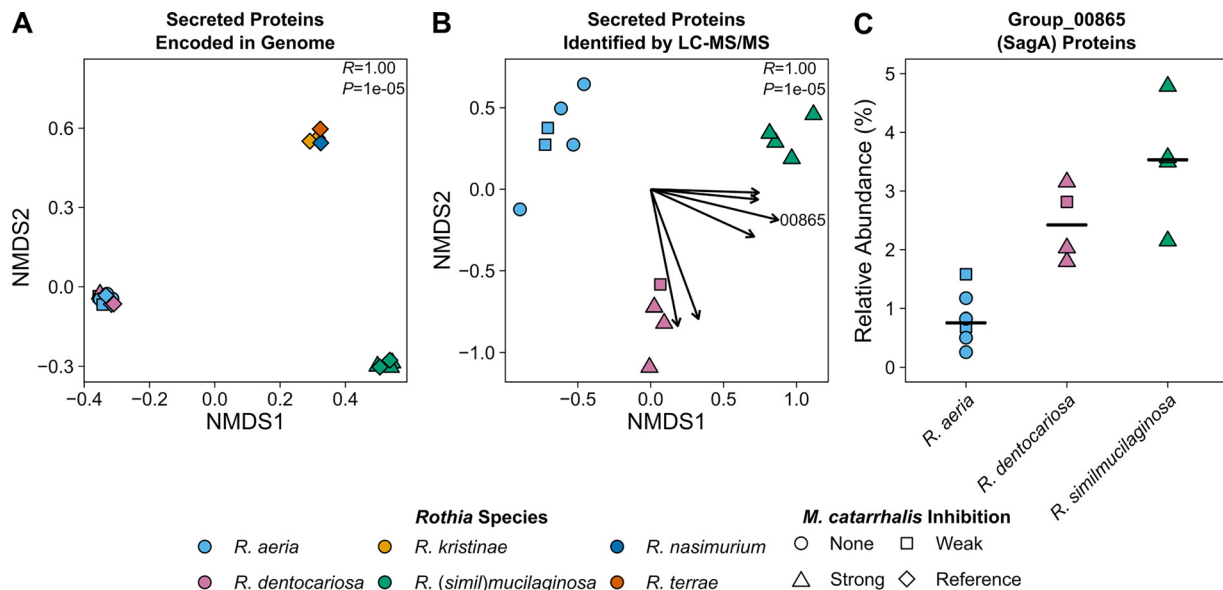 A
Secreted Proteins
Encoded in Genome
R=1.00
P=1e-05
NMDS2
0.6
0.3
0.0
−0.3
−0.4
−0.2
0.0
0.2
0.4
NMDS1
B
Secreted Proteins
Identified by LC-MS/MS
R=1.00
P=1e-05
NMDS2
0.5
0.0
−0.5
−1.0
00865
−0.5
0.0
0.5
1.0
NMDS1
C
Group_00865
(SagA) Proteins
Relative Abundance (%)
5
4
3
2
1
0
R. aeria
R. dentocariosa
R. similmucilaginosa
Rothia Species
R. aeria
R. kristinae
R. nasimurium
R. dentocariosa
R. (simil)mucilaginosa
R. terrae
M. catarrhalis Inhibition
None
Weak
Strong
Reference